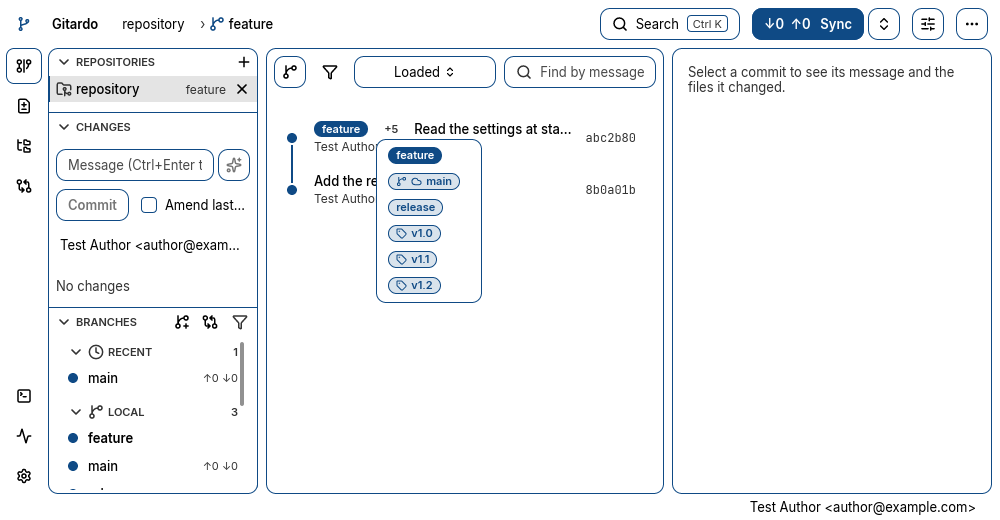 Gitardo repository › feature Search Ctrl K ↓0 ↑0 Sync
REPOSITORIES
repository feature
CHANGES
Message (Ctrl+Enter t
Commit Amend last...
Test Author <author@exam...
No changes
BRANCHES
RECENT 1
main ↑0 ↓0
LOCAL 3
feature
main ↑0 ↓0
Loaded Find by message
feature +5 Read the settings at sta... abc2b80
Test Autho
Add the re 8b0a01b
Test Autho
feature
main
release
v1.0
v1.1
v1.2
Select a commit to see its message and the
files it changed.
Test Author <author@example.com>